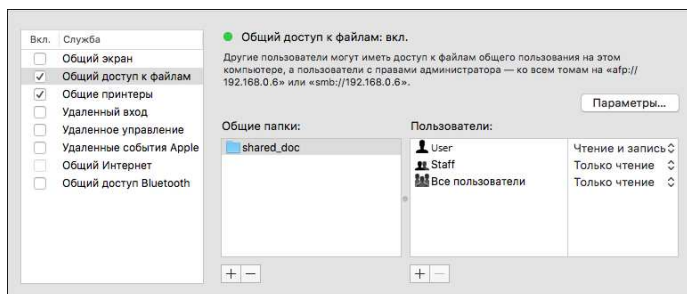 Вкл. Служба
Общий экран
Общий доступ к файлам
Общие принтеры
Удаленный вход
Удаленное управление
Удаленные события Apple
Общий Интернет
Общий доступ Bluetooth
Общий доступ к файлам: вкл.
Другие пользователи могут иметь доступ к файлам общего пользования на этом
компьютере, а пользователи с правами администратора — ко всем томам на «afp://
192.168.0.6» или «smb://192.168.0.6».
Параметры...
Общие папки:
shared_doc
Пользователи:
User Чтение и запись
Staff Только чтение
Все пользователи Только чтение
+ − + −